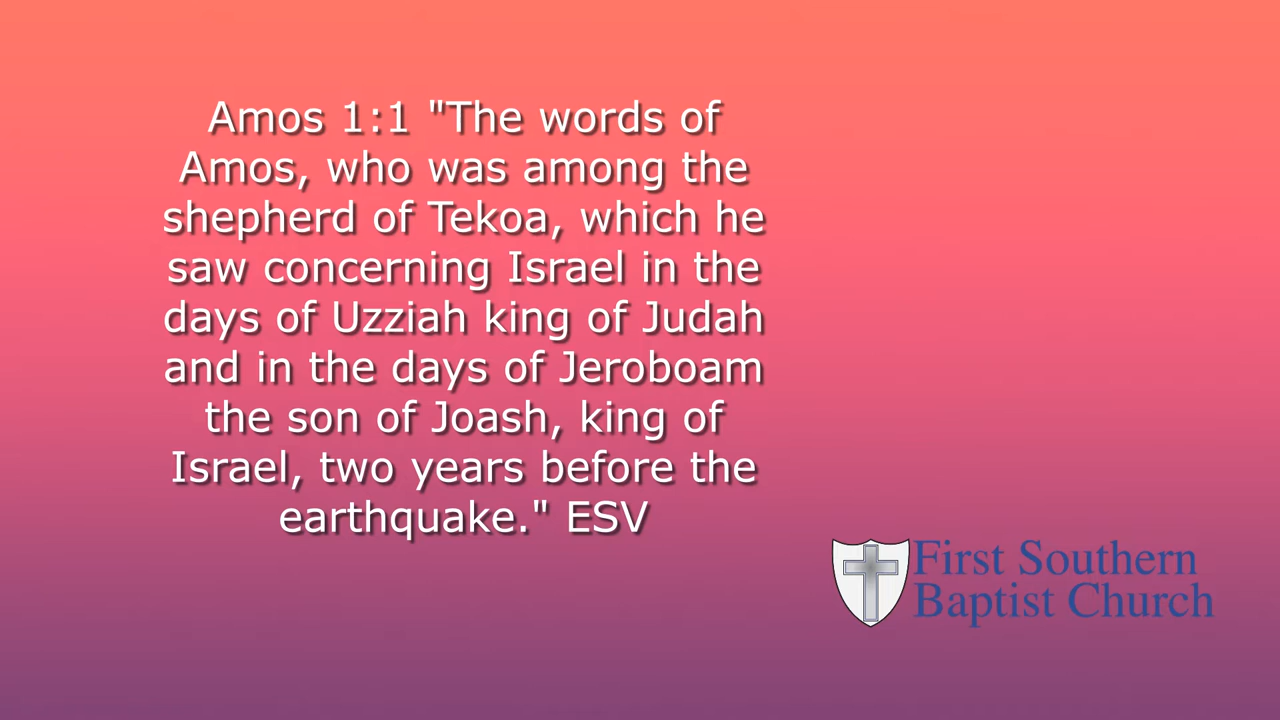 Amos 1:1 "The words of
Amos, who was among the
shepherd of Tekoa, which he
saw concerning Israel in the
days of Uzziah king of Judah
and in the days of Jeroboam
the son of Joash, king of
Israel, two years before the
earthquake." ESV
First Southern
Baptist Church